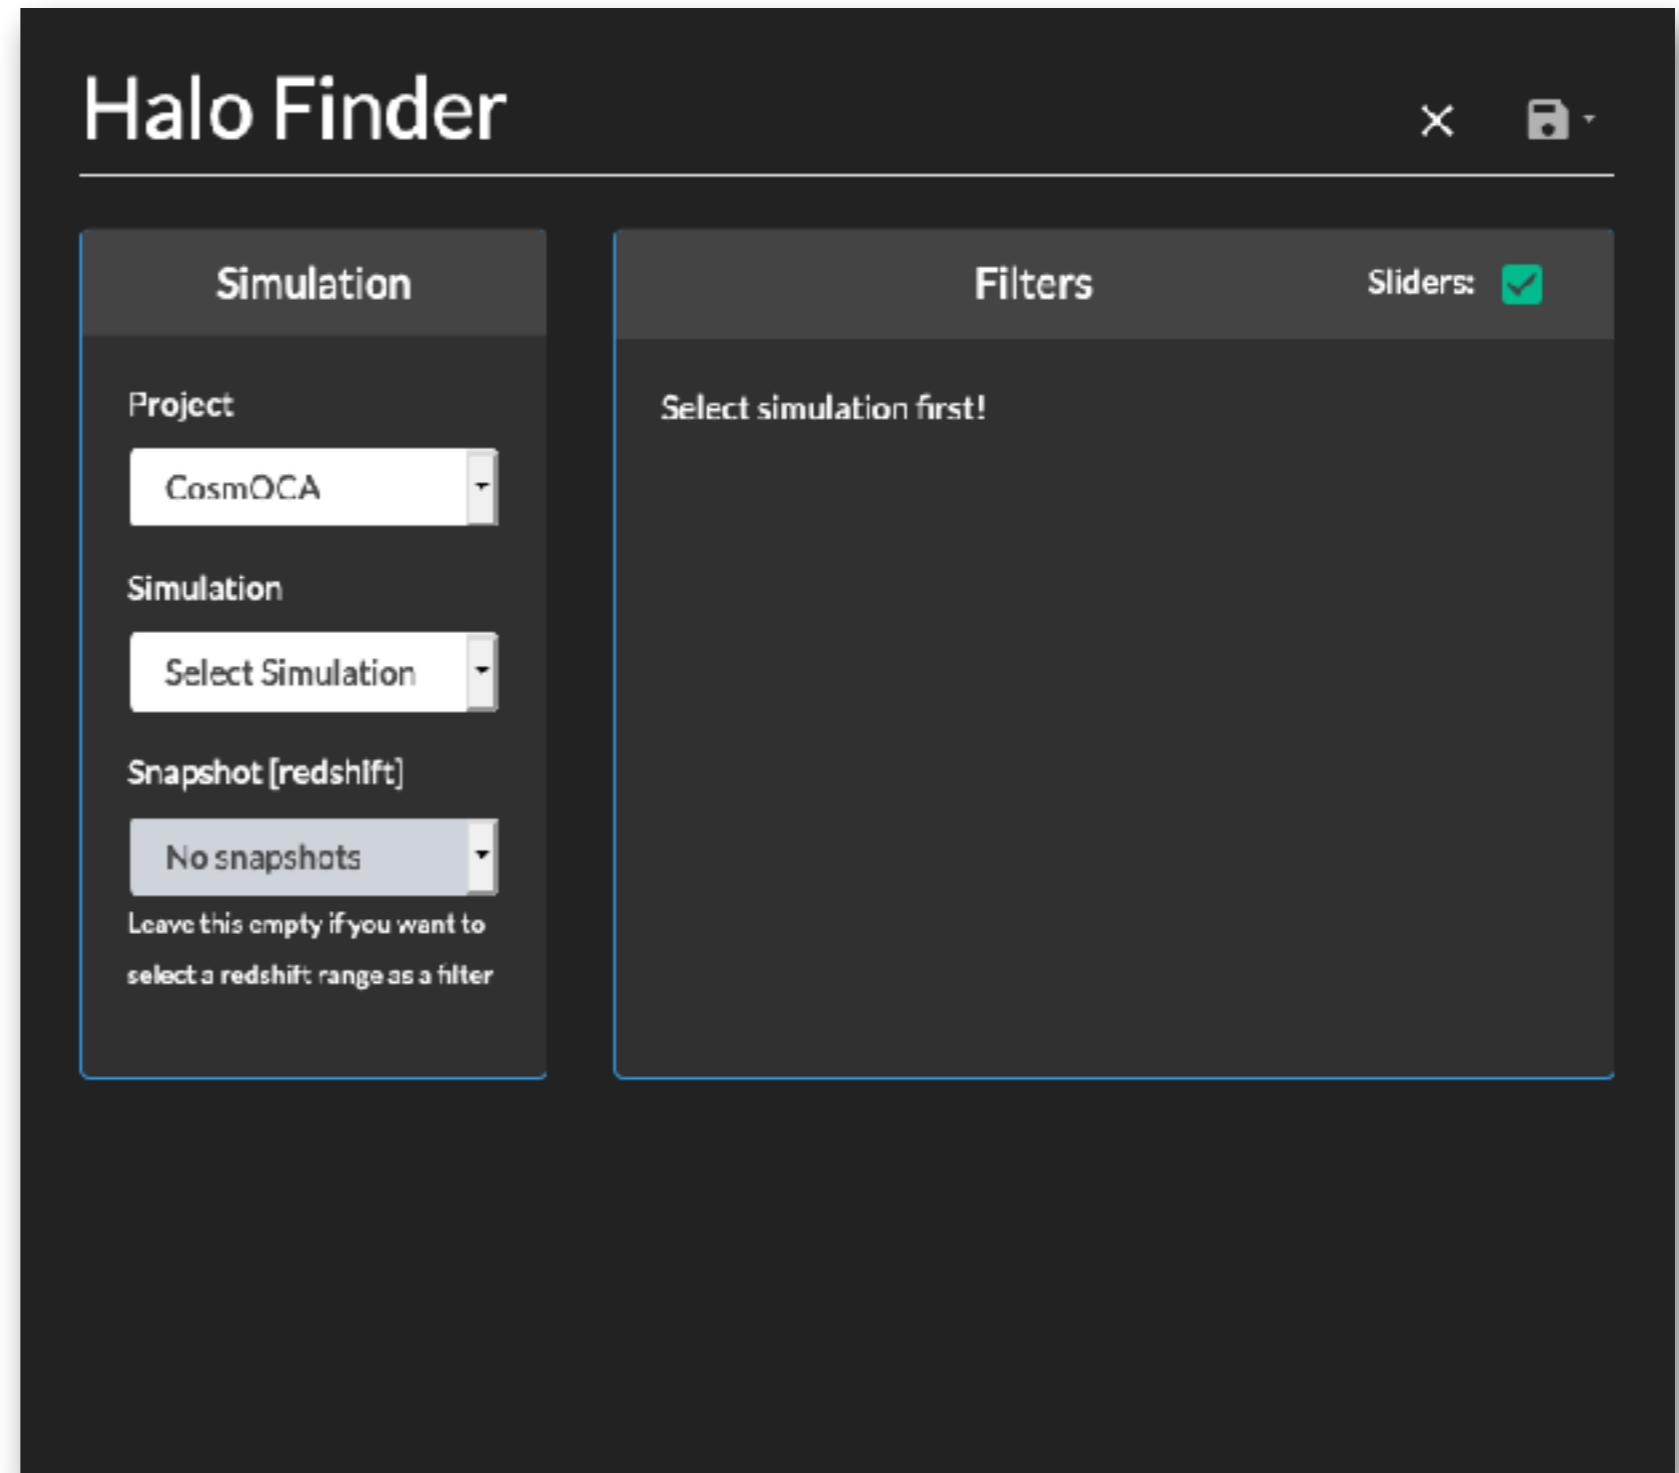 Halo Finder
Simulation
Project
CosmOCA
Simulation
Select Simulation
Snapshot [redshift]
No snapshots
Leave this empty if you want to
select a redshift range as a filter
Filters
Sliders:
Select simulation first!